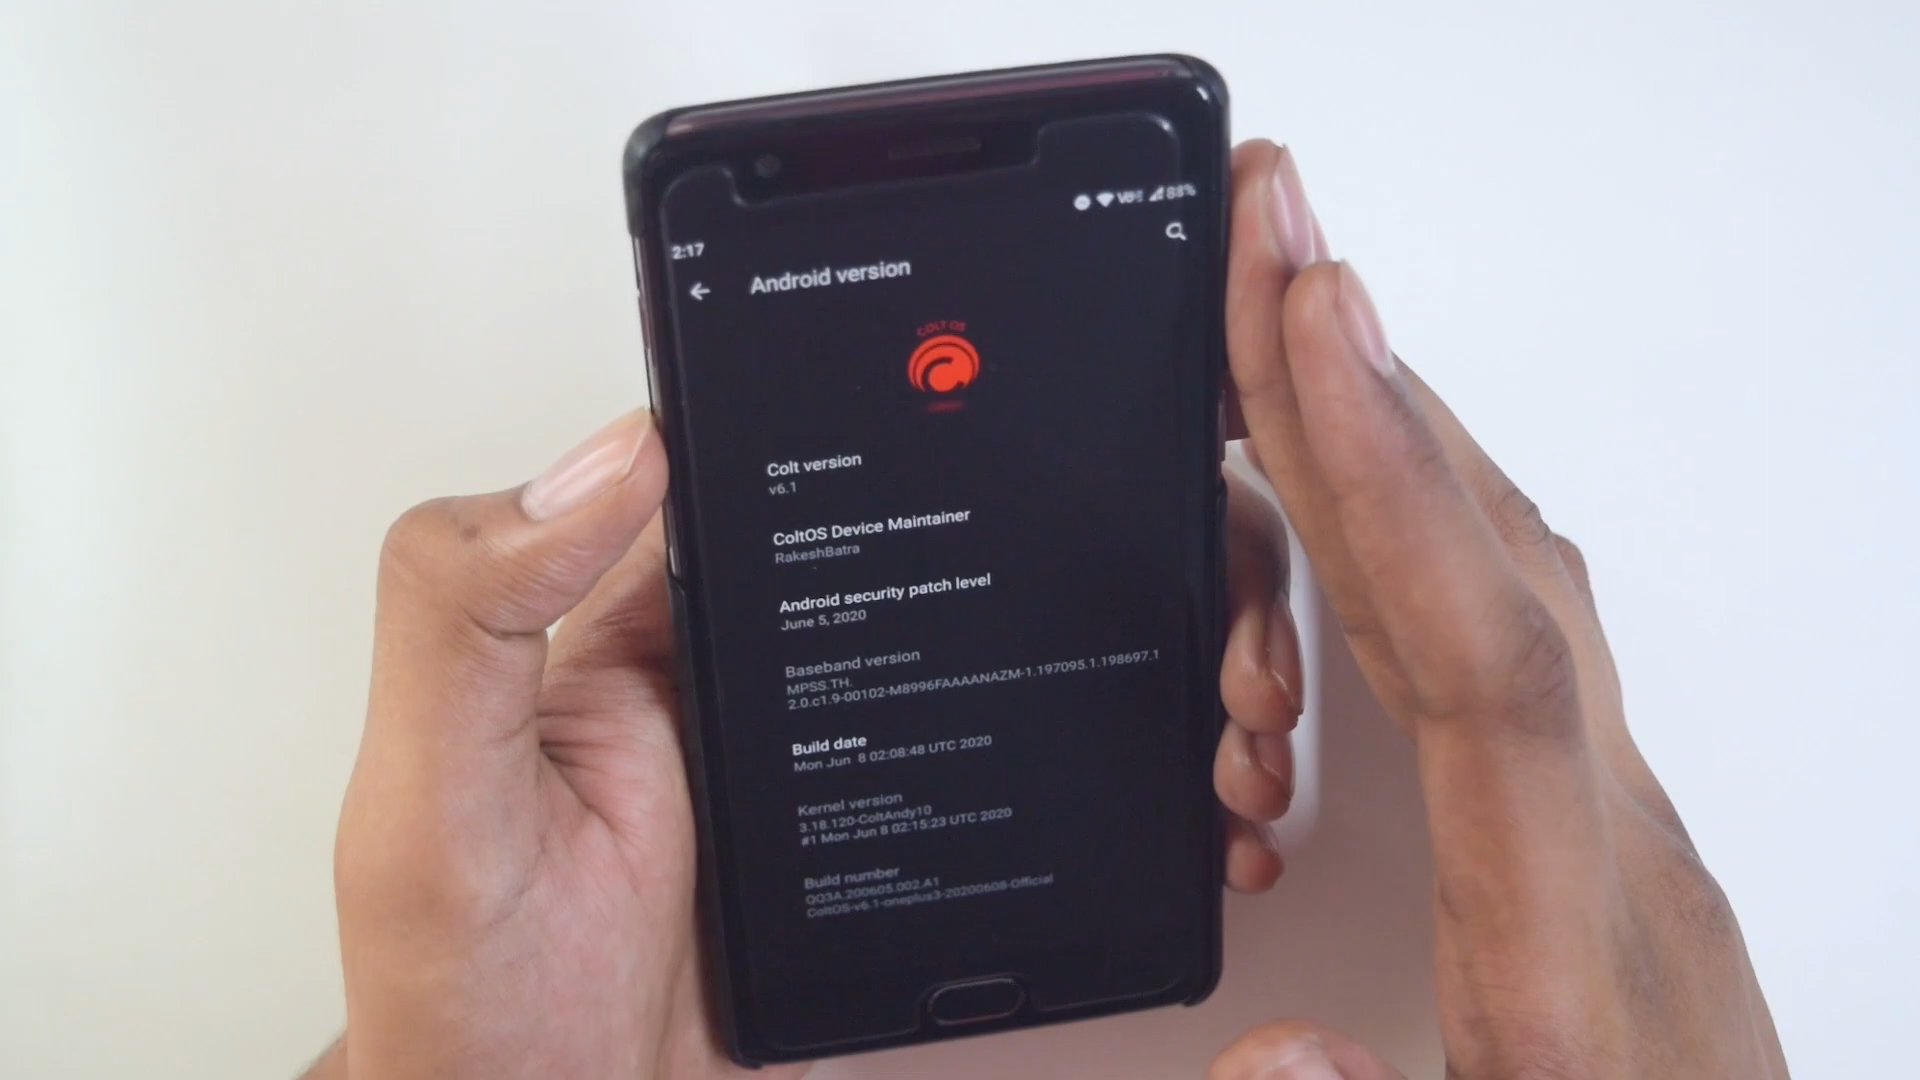 VoLTE 88%
2:17
Android version
COLT OS
Colt version
v6.1
ColtOS Device Maintainer
RakeshBatra
Android security patch level
June 5, 2020
Baseband version
MPSS.TH.
2.0.c1.9-00102-M8996FAAAANAZM-1.197095.1.198697.1
Build date
Mon Jun 8 02:08:48 UTC 2020
Kernel version
3.18.120-ColtAndy10
#1 Mon Jun 8 02:15:23 UTC 2020
Build number
QQ3A.200605.002.A1
ColtOS-v6.1-oneplus3-20200608-Official